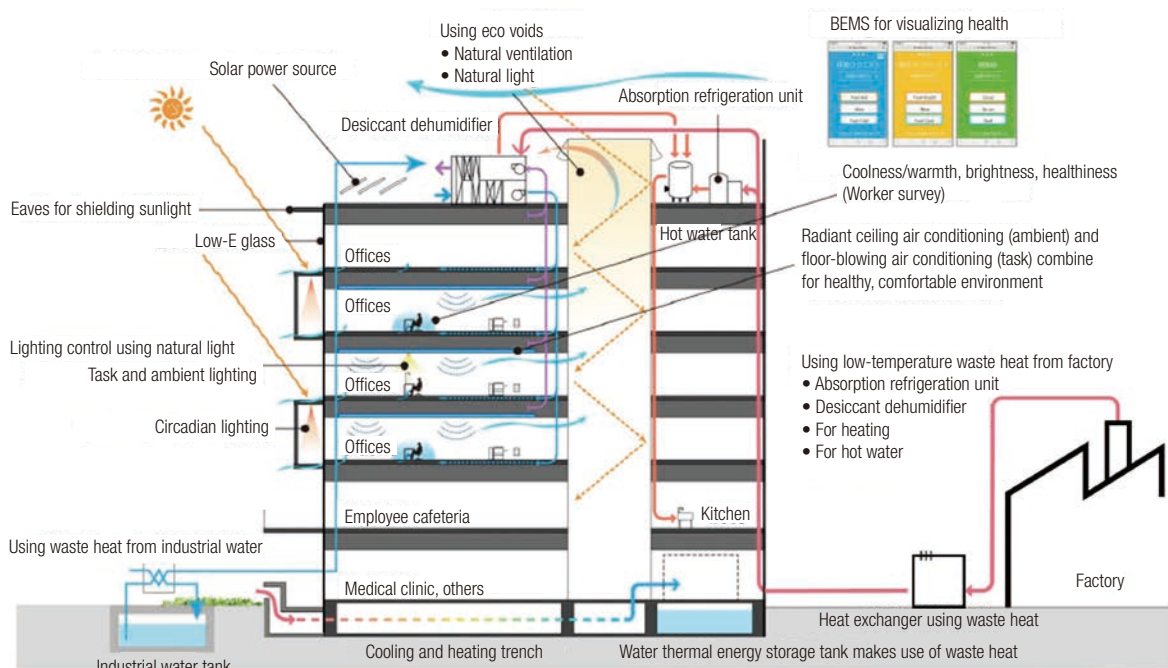 Using eco voids
• Natural ventilation
• Natural light
BEMS for visualizing health
Solar power source
Absorption refrigeration unit
Desiccant dehumidifier
Coolness/warmth, brightness, healthiness
(Worker survey)
Eaves for shielding sunlight
Low-E glass
Hot water tank
Radiant ceiling air conditioning (ambient) and
floor-blowing air conditioning (task) combine
for healthy, comfortable environment
Offices
Offices
Lighting control using natural light
Task and ambient lighting
Offices
Using low-temperature waste heat from factory
• Absorption refrigeration unit
• Desiccant dehumidifier
• For heating
• For hot water
Circadian lighting
Offices
Employee cafeteria
Kitchen
Using waste heat from industrial water
Medical clinic, others
Factory
Heat exchanger using waste heat
Cooling and heating trench
Water thermal energy storage tank makes use of waste heat
Industrial water tank